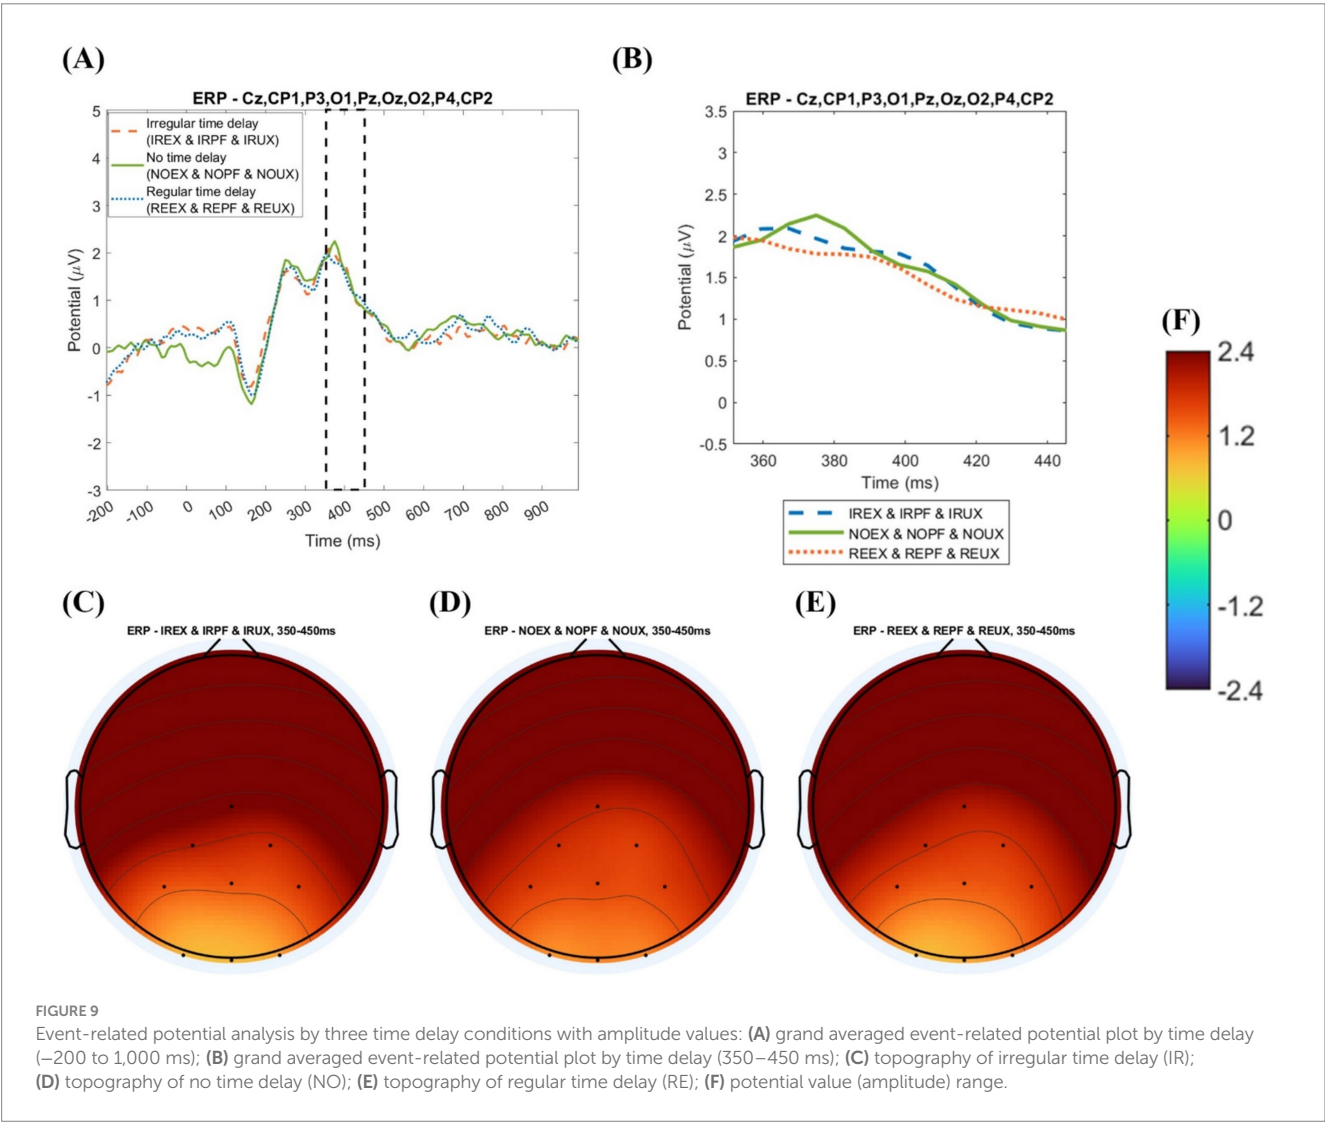 (A)
ERP - Cz,CP1,P3,O1,Pz,Oz,O2,P4,CP2
Irregular time delay
(IREX & IRPF & IRUX)
No time delay
(NOEX & NOPF & NOUX)
Regular time delay
(REEX & REPF & REUX)
Potential (μV)
5
4
3
2
1
0
-1
-2
-3
-200 -100 0 100 200 300 400 500 600 700 800 900
Time (ms)
(B)
ERP - Cz,CP1,P3,O1,Pz,Oz,O2,P4,CP2
Potential (μV)
3.5
3
2.5
2
1.5
1
0.5
0
-0.5
360 380 400 420 440
Time (ms)
IREX & IRPF & IRUX
NOEX & NOPF & NOUX
REEX & REPF & REUX
(F)
2.4
1.2
0
-1.2
-2.4
(C)
ERP - IREX & IRPF & IRUX, 350-450ms
(D)
ERP - NOEX & NOPF & NOUX, 350-450ms
(E)
ERP - REEX & REPF & REUX, 350-450ms
FIGURE 9
Event-related potential analysis by three time delay conditions with amplitude values: (A) grand averaged event-related potential plot by time delay
(−200 to 1,000 ms); (B) grand averaged event-related potential plot by time delay (350–450 ms); (C) topography of irregular time delay (IR);
(D) topography of no time delay (NO); (E) topography of regular time delay (RE); (F) potential value (amplitude) range.